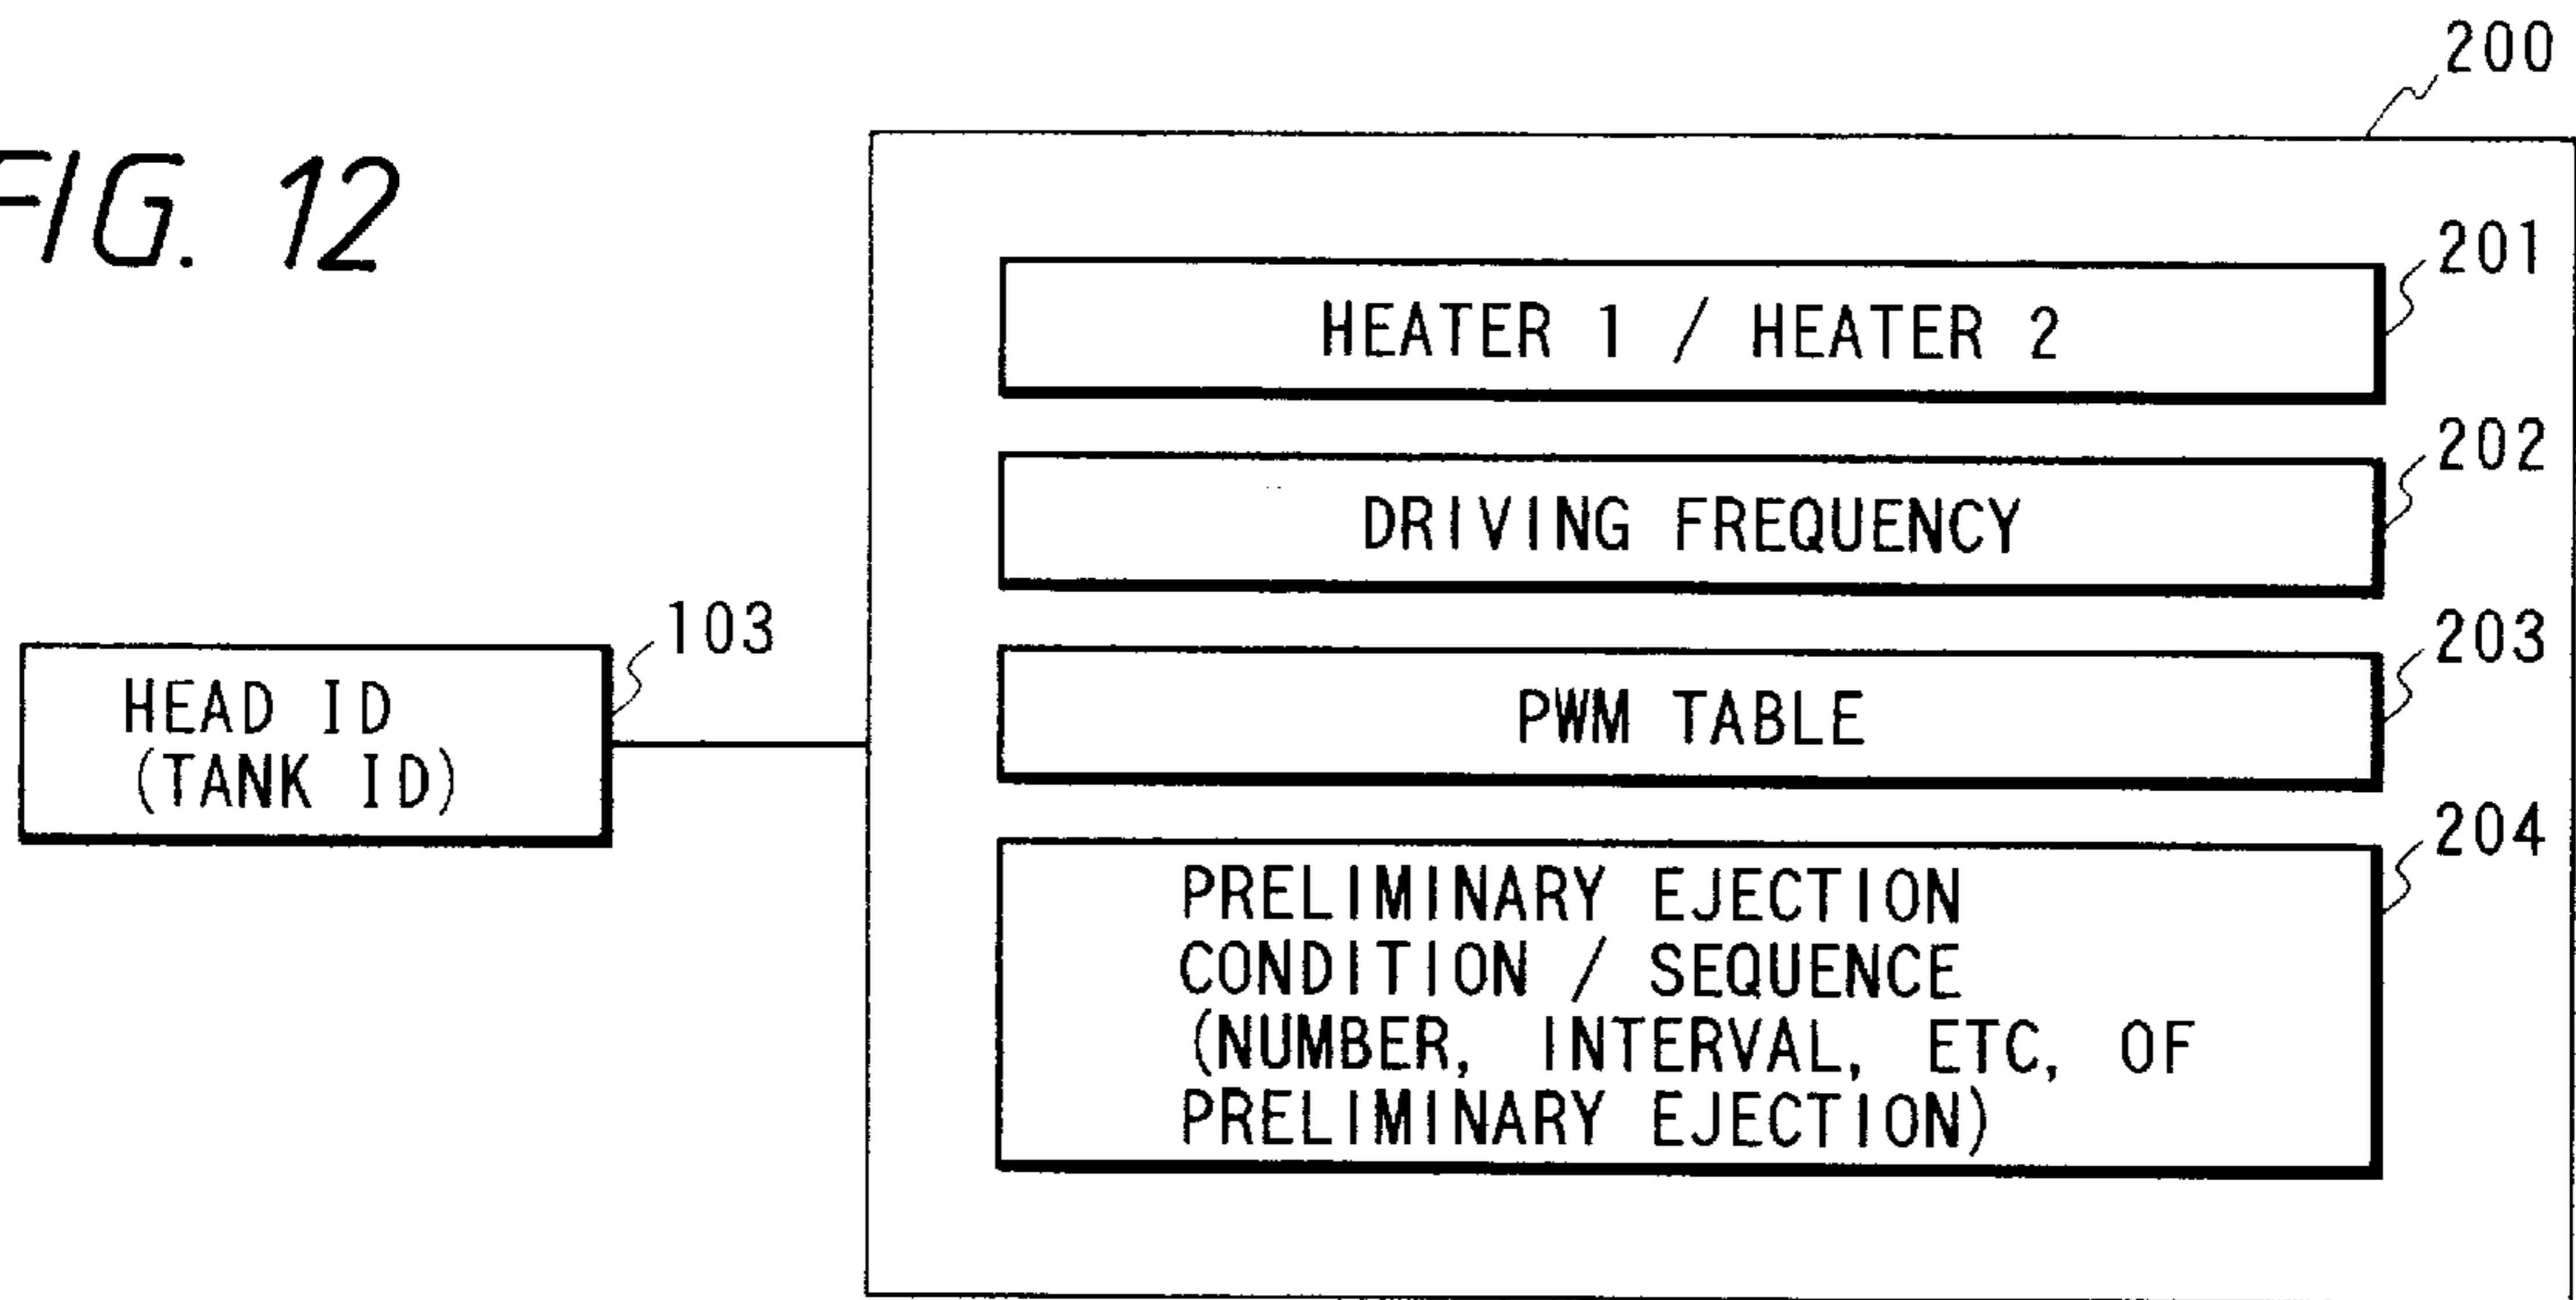 FIG. 12
200
201
HEATER 1 / HEATER 2
202
DRIVING FREQUENCY
103
HEAD ID
(TANK ID)
203
PWM TABLE
204
PRELIMINARY EJECTION
CONDITION / SEQUENCE
(NUMBER, INTERVAL, ETC, OF
PRELIMINARY EJECTION)